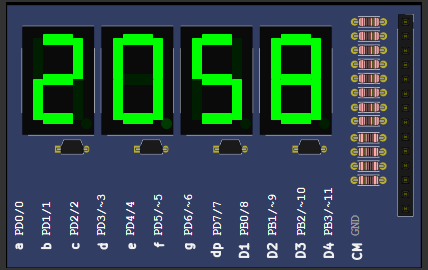 2058
a PD0/0
b PD1/1
c PD2/2
d PD3/~3
e PD4/4
f PD5/~5
g PD6/~6
dp PD7/7
D1 PB0/8
D2 PB1/~9
D3 PB2/~10
D4 PB3/~11
CM GND